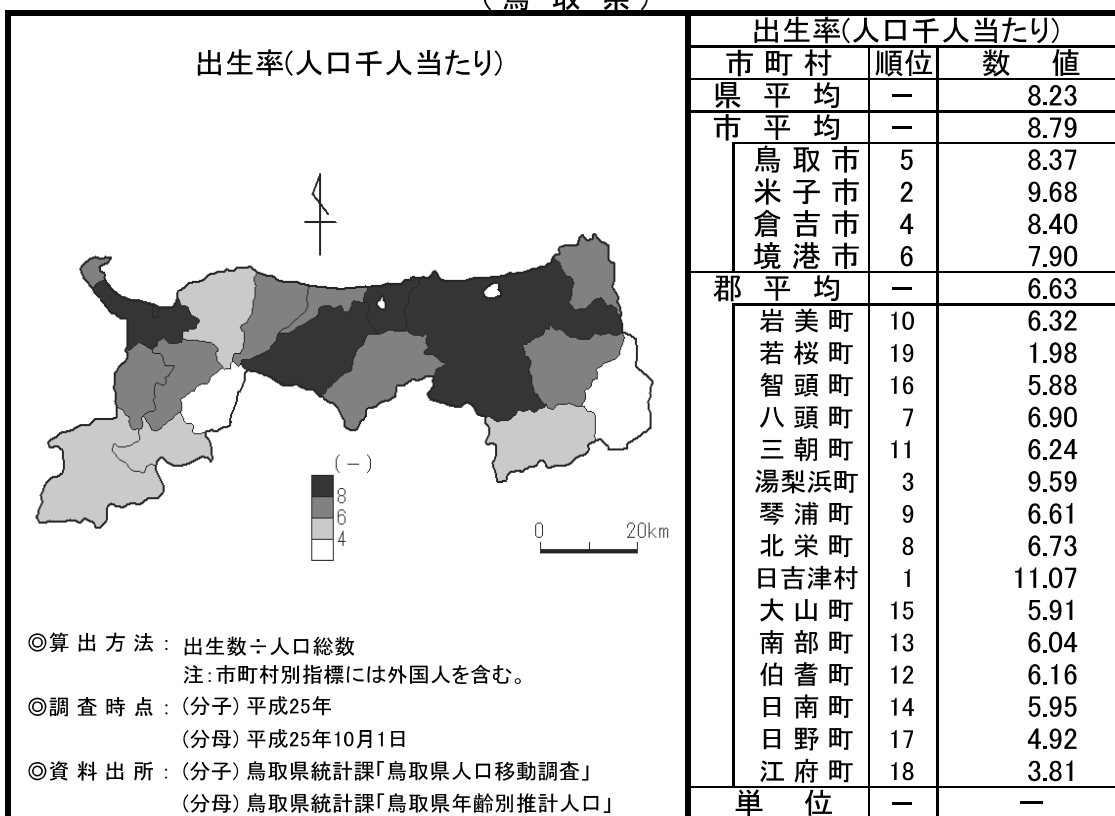 (鳥 取 県)
出生率(人口千人当たり)
(-)
8
6
4
0 20km
◎算出方法: 出生数÷人口総数
注:市町村別指標には外国人を含む。
◎調査時点: (分子) 平成25年
(分母) 平成25年10月1日
◎資料出所: (分子) 鳥取県統計課「鳥取県人口移動調査」
(分母) 鳥取県統計課「鳥取県年齢別推計人口」
出生率(人口千人当たり)
市町村 順位 数 値
県 平 均 - 8.23
市 平 均 - 8.79
鳥取市 5 8.37
米子市 2 9.68
倉吉市 4 8.40
境港市 6 7.90
郡 平 均 - 6.63
岩美町 10 6.32
若桜町 19 1.98
智頭町 16 5.88
八頭町 7 6.90
三朝町 11 6.24
湯梨浜町 3 9.59
琴浦町 9 6.61
北栄町 8 6.73
日吉津村 1 11.07
大山町 15 5.91
南部町 13 6.04
伯耆町 12 6.16
日南町 14 5.95
日野町 17 4.92
江府町 18 3.81
単 位 - -